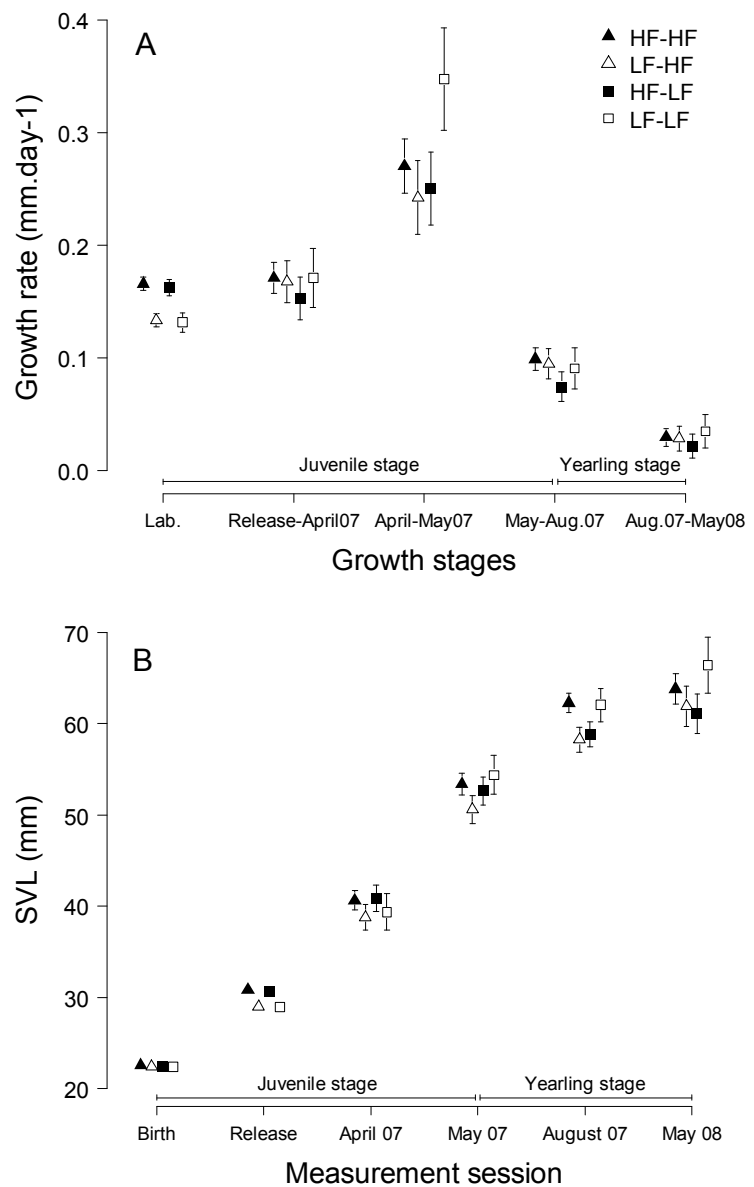 A
HF-HF
LF-HF
HF-LF
LF-LF
Growth rate (mm.day-1)
0.4
0.3
0.2
0.1
0.0
Juvenile stage
Yearling stage
Lab.
Release-April07
April-May07
May-Aug.07
Aug.07-May08
Growth stages
B
SVL (mm)
70
60
50
40
30
20
Juvenile stage
Yearling stage
Birth
Release
April 07
May 07
August 07
May 08
Measurement session